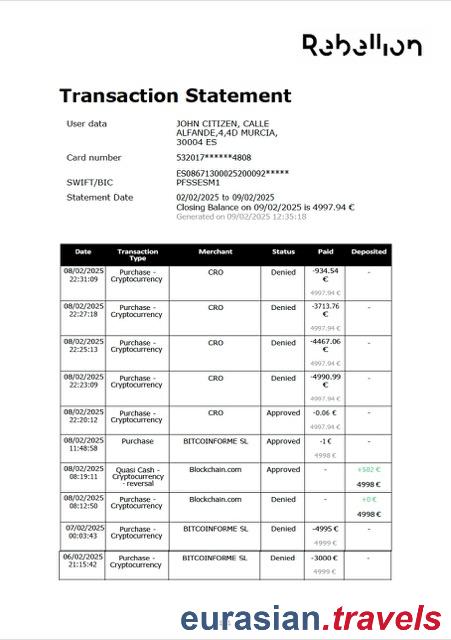 Rebellion
Transaction Statement
User data
JOHN CITIZEN, CALLE
ALFANDE,4,4D MURCIA,
30004 ES
Card number
532017******4808
ES08671300025200092*****
SWIFT/BIC
PFSSESM1
Statement Date
02/02/2025 to 09/02/2025
Closing Balance on 09/02/2025 is 4997.94 €
Generated on 09/02/2025 12:35:18
Date Transaction Type Merchant Status Paid Deposited
08/02/2025 22:31:09 Purchase - Cryptocurrency CRO Denied -934.54 € 4997.94 € -
08/02/2025 22:27:18 Purchase - Cryptocurrency CRO Denied -3713.76 € 4997.94 € -
08/02/2025 22:25:13 Purchase - Cryptocurrency CRO Denied -4467.06 € 4997.94 € -
08/02/2025 22:23:09 Purchase - Cryptocurrency CRO Denied -4990.99 € 4997.94 € -
08/02/2025 22:20:12 Purchase - Cryptocurrency CRO Approved -0.06 € 4997.94 € -
08/02/2025 11:48:58 Purchase BITCOINFORME SL Approved -1 € 4998 € -
08/02/2025 08:19:11 Quasi Cash - Cryptocurrency - reversal Blockchain.com Approved - +502 € 4998 €
08/02/2025 08:12:50 Purchase - Cryptocurrency Blockchain.com Denied - +0 € 4998 €
07/02/2025 00:03:43 Purchase - Cryptocurrency BITCOINFORME SL Denied -4995 € 4999 € -
06/02/2025 21:15:42 Purchase - Cryptocurrency BITCOINFORME SL Denied -3000 € 4999 € -
eurasian.travels